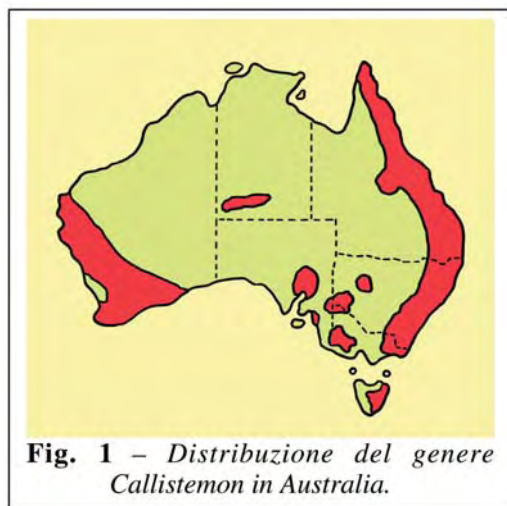 Fig. 1 – Distribuzione del genere
Callistemon in Australia.